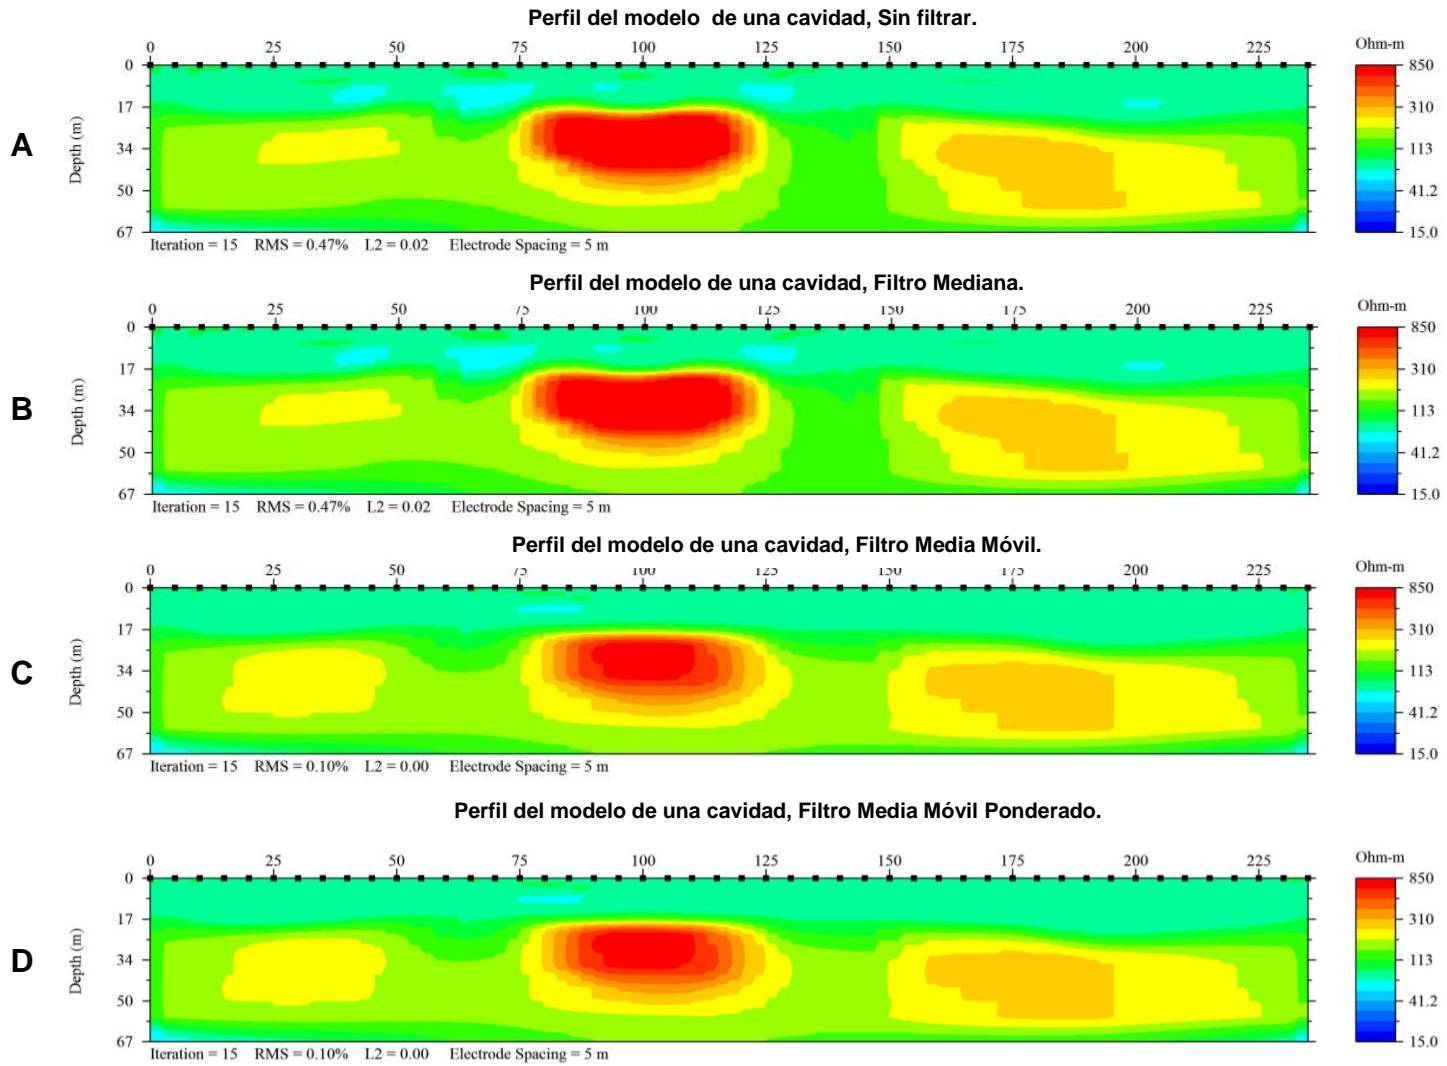 Perfil del modelo de una cavidad, Sin filtrar.
0 25 50 75 100 125 150 175 200 225
Ohm-m
A
Depth (m)
0
17
34
50
67
850
310
113
41.2
15.0
Iteration = 15 RMS = 0.47% L2 = 0.02 Electrode Spacing = 5 m
Perfil del modelo de una cavidad, Filtro Mediana.
0 25 50 75 100 125 150 175 200 225
Ohm-m
B
Depth (m)
0
17
34
50
67
850
310
113
41.2
15.0
Iteration = 15 RMS = 0.47% L2 = 0.02 Electrode Spacing = 5 m
Perfil del modelo de una cavidad, Filtro Media Móvil.
0 25 50 75 100 125 150 175 200 225
Ohm-m
C
Depth (m)
0
17
34
50
67
850
310
113
41.2
15.0
Iteration = 15 RMS = 0.10% L2 = 0.00 Electrode Spacing = 5 m
Perfil del modelo de una cavidad, Filtro Media Móvil Ponderado.
0 25 50 75 100 125 150 175 200 225
Ohm-m
D
Depth (m)
0
17
34
50
67
850
310
113
41.2
15.0
Iteration = 15 RMS = 0.10% L2 = 0.00 Electrode Spacing = 5 m